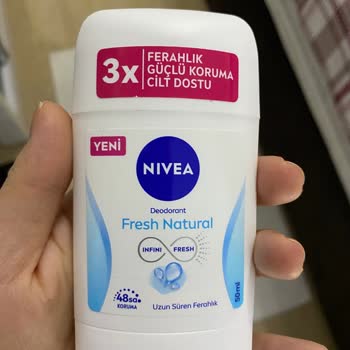 3x
FERAHLIK
GÜÇLÜ KORUMA
CİLT DOSTU
YENİ
NIVEA
Deodorant
Fresh Natural
INFINI FRESH
48sa
KORUMA
Uzun Süren Ferahlık
50ml